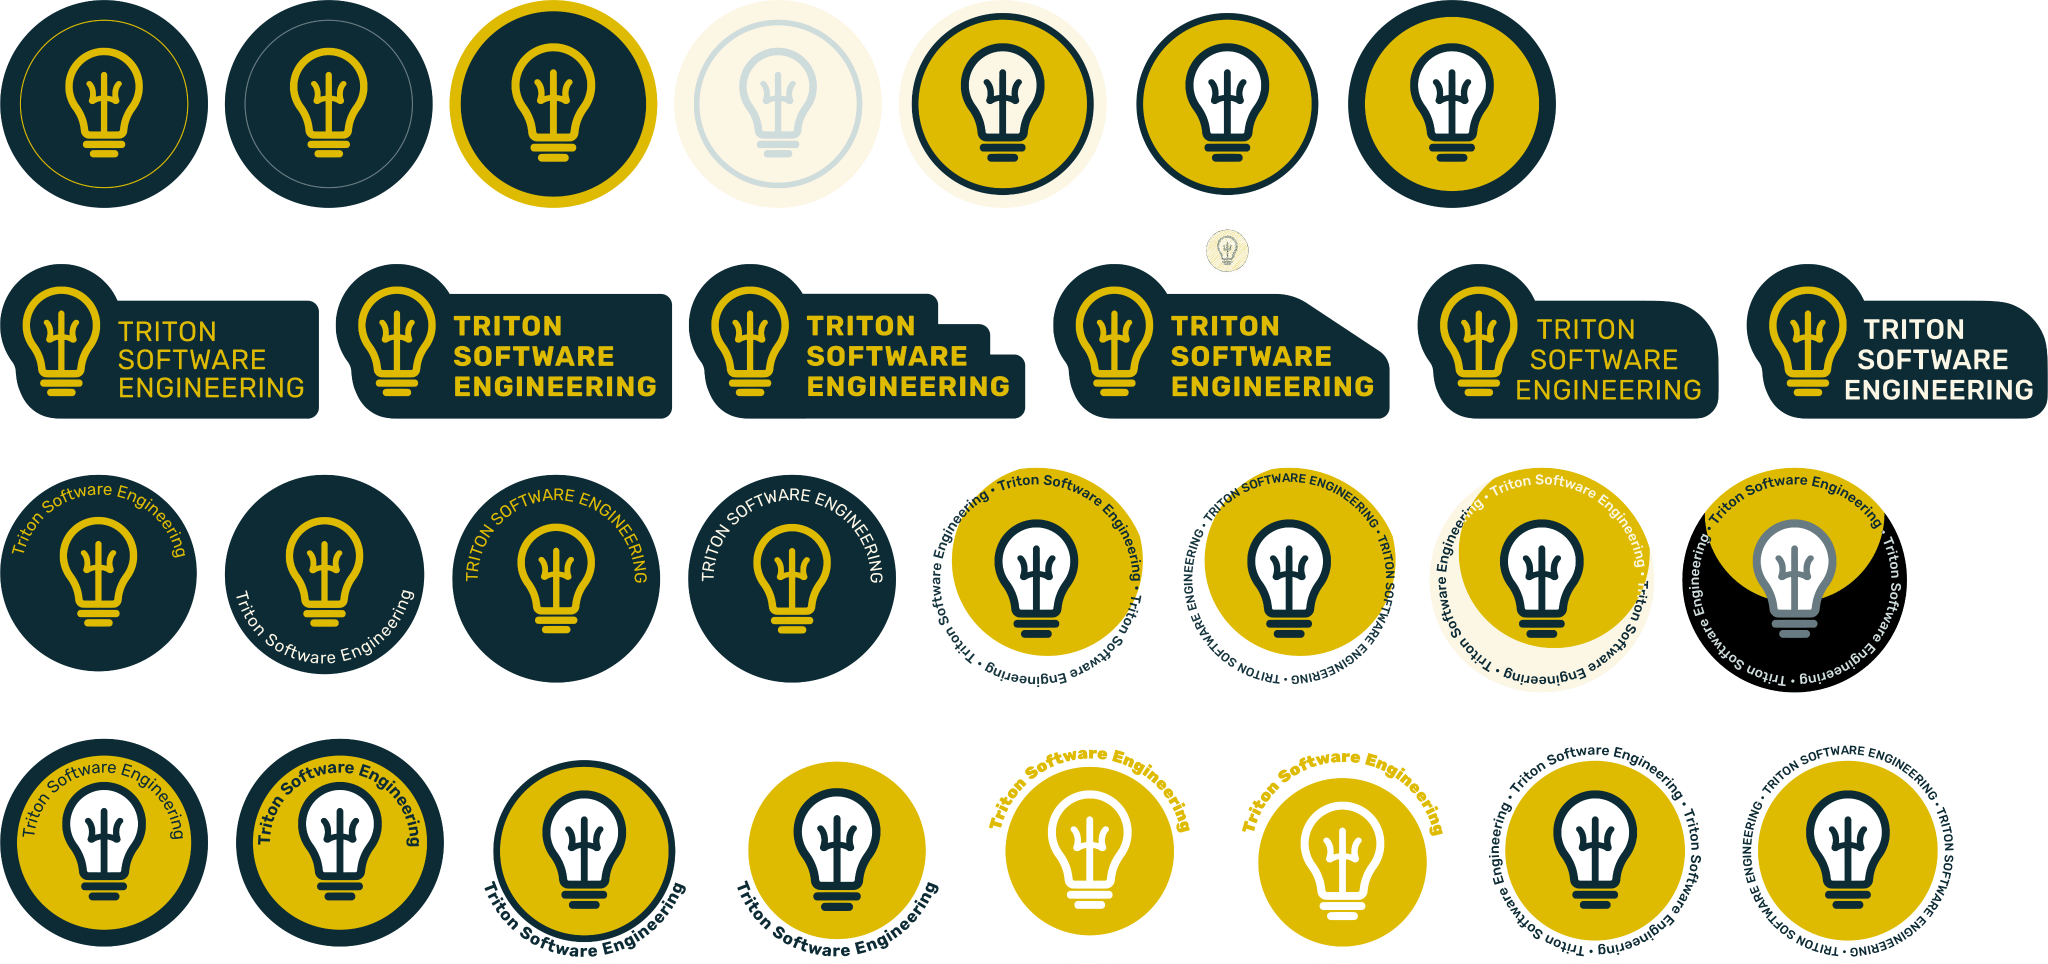 TRITON
SOFTWARE
ENGINEERING
TRITON
SOFTWARE
ENGINEERING
TRITON
SOFTWARE
ENGINEERING
TRITON
SOFTWARE
ENGINEERING
TRITON
SOFTWARE
ENGINEERING
TRITON
SOFTWARE
ENGINEERING
Triton Software Engineering
Triton Software Engineering
TRITON SOFTWARE ENGINEERING
TRITON SOFTWARE ENGINEERING
Triton Software Engineering • Triton Software Engineering • Triton Software Engineering •
TRITON SOFTWARE ENGINEERING • TRITON SOFTWARE ENGINEERING • TRITON SOFTWARE ENGINEERING •
Triton Software Engineering • Triton Software Engineering • Triton Software Engineering •
Triton Software Engineering • Triton Software Engineering • Triton Software Engineering •
Triton Software Engineering
Triton Software Engineering
Triton Software Engineering
Triton Software Engineering
Triton Software Engineering
Triton Software Engineering
Triton Software Engineering • Triton Software Engineering • Triton Software Engineering •
TRITON SOFTWARE ENGINEERING • TRITON SOFTWARE ENGINEERING • TRITON SOFTWARE ENGINEERING •